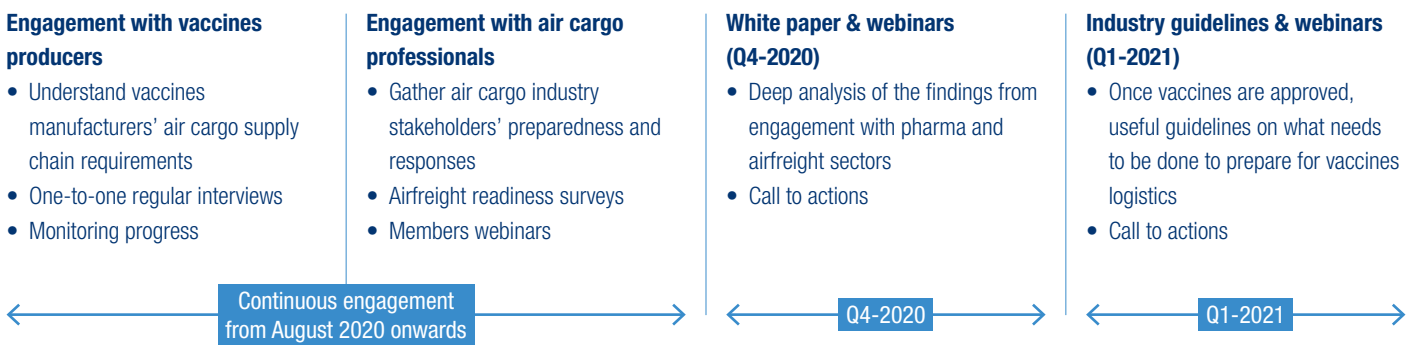 Engagement with vaccines
producers
• Understand vaccines
manufacturers’ air cargo supply
chain requirements
• One-to-one regular interviews
• Monitoring progress
Engagement with air cargo
professionals
• Gather air cargo industry
stakeholders’ preparedness and
responses
• Airfreight readiness surveys
• Members webinars
White paper & webinars
(Q4-2020)
• Deep analysis of the findings from
engagement with pharma and
airfreight sectors
• Call to actions
Industry guidelines & webinars
(Q1-2021)
• Once vaccines are approved,
useful guidelines on what needs
to be done to prepare for vaccines
logistics
• Call to actions
Continuous engagement
from August 2020 onwards
Q4-2020
Q1-2021